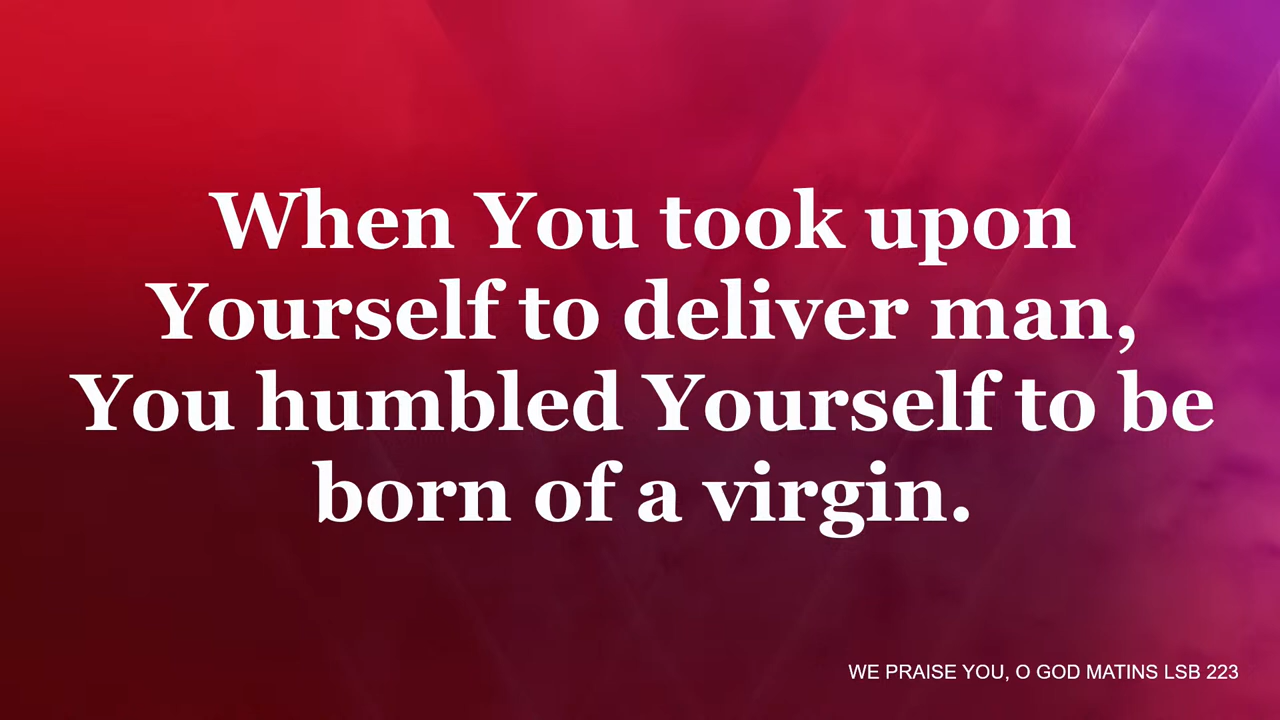 When You took upon
Yourself to deliver man,
You humbled Yourself to be
born of a virgin.
WE PRAISE YOU, O GOD MATINS LSB 223